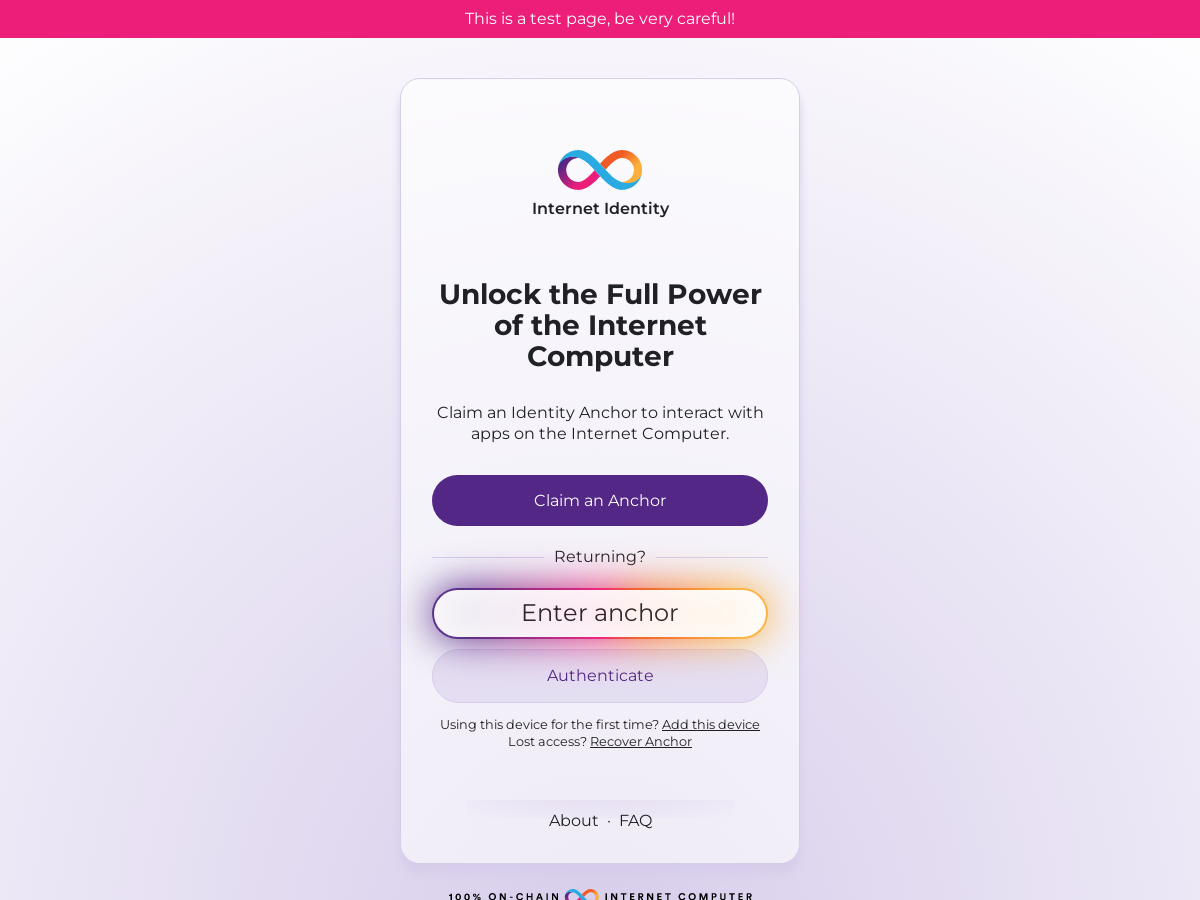 This is a test page, be very careful!
Internet Identity
Unlock the Full Power
of the Internet
Computer
Claim an Identity Anchor to interact with
apps on the Internet Computer.
Claim an Anchor
Returning?
Enter anchor
Authenticate
Using this device for the first time? Add this device
Lost access? Recover Anchor
About · FAQ
100% ON-CHAIN INTERNET COMPUTER